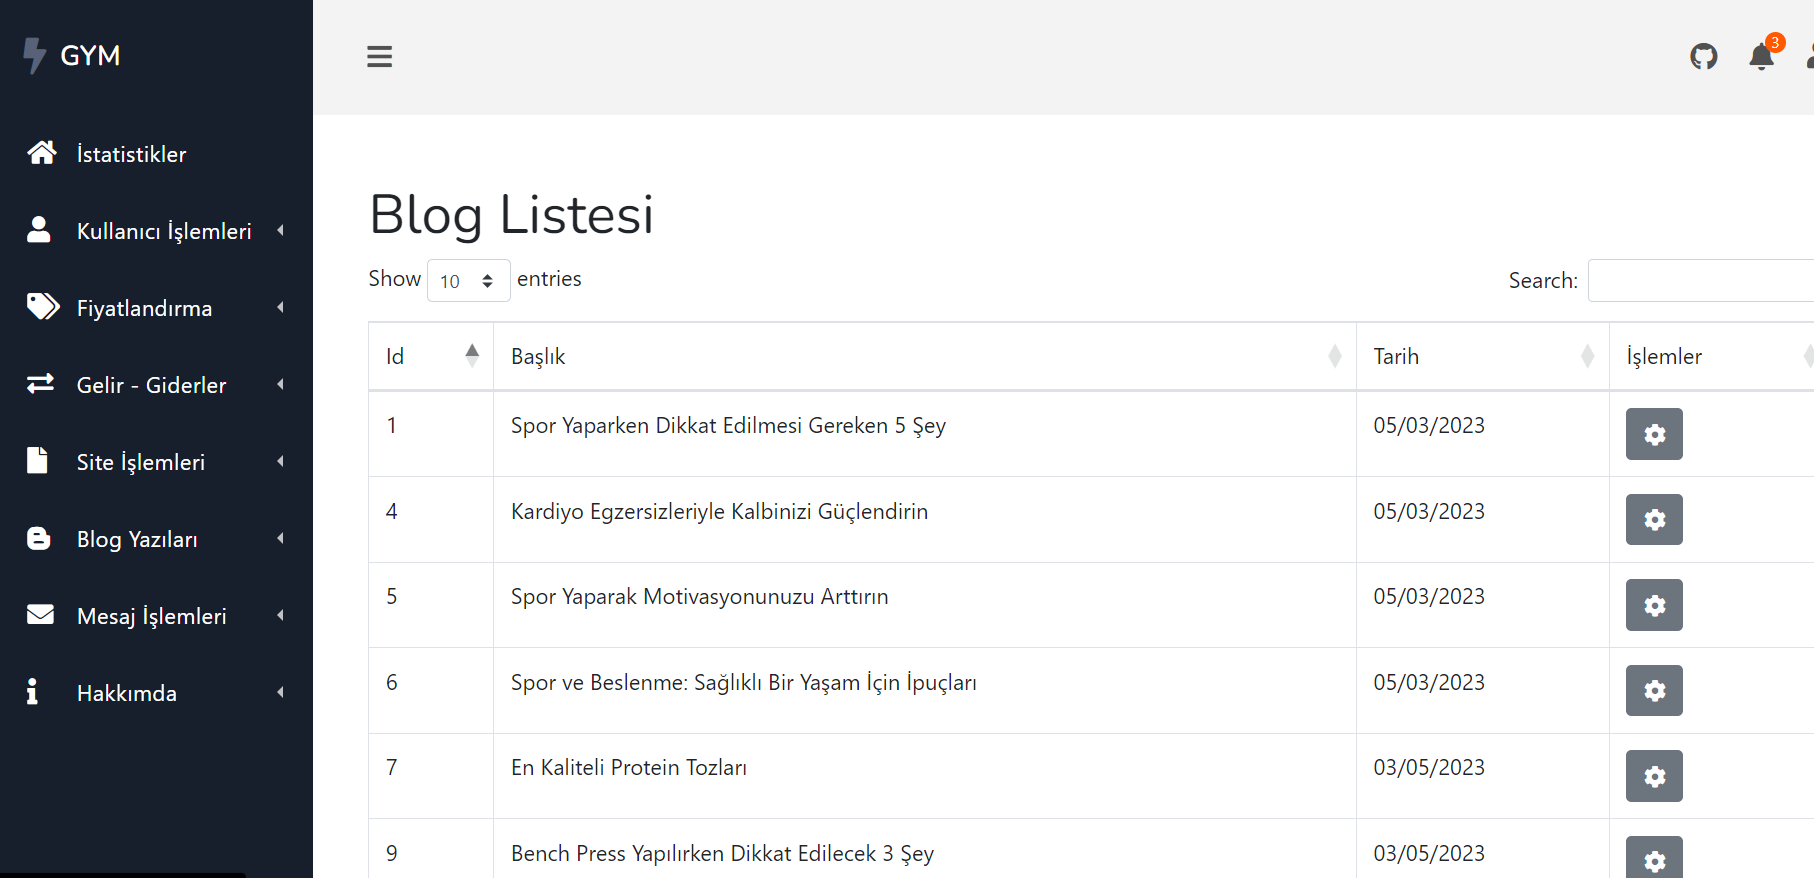 GYM
3
İstatistikler
Kullanıcı İşlemleri
Fiyatlandırma
Gelir - Giderler
Site İşlemleri
Blog Yazıları
Mesaj İşlemleri
Hakkımda
Blog Listesi
Show 10 entries
Search:
Id Başlık Tarih İşlemler
1 Spor Yaparken Dikkat Edilmesi Gereken 5 Şey 05/03/2023
4 Kardiyo Egzersizleriyle Kalbinizi Güçlendirin 05/03/2023
5 Spor Yaparak Motivasyonunuzu Arttırın 05/03/2023
6 Spor ve Beslenme: Sağlıklı Bir Yaşam İçin İpuçları 05/03/2023
7 En Kaliteli Protein Tozları 03/05/2023
9 Bench Press Yapılırken Dikkat Edilecek 3 Şey 03/05/2023